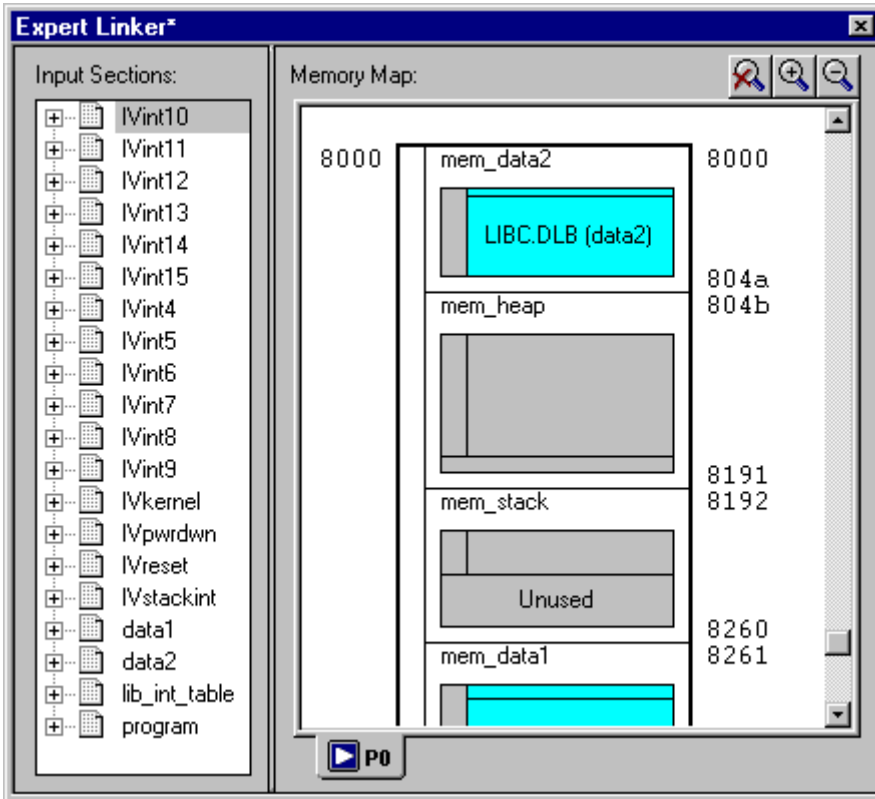 Expert Linker*
Input Sections:
IVint10
IVint11
IVint12
IVint13
IVint14
IVint15
IVint4
IVint5
IVint6
IVint7
IVint8
IVint9
IVkernel
IVpwrdwn
IVreset
IVstackint
data1
data2
lib_int_table
program
Memory Map:
8000 mem_data2 8000
LIBC.DLB (data2)
804a
mem_heap 804b
8191
mem_stack 8192
Unused
8260
mem_data1 8261
P0